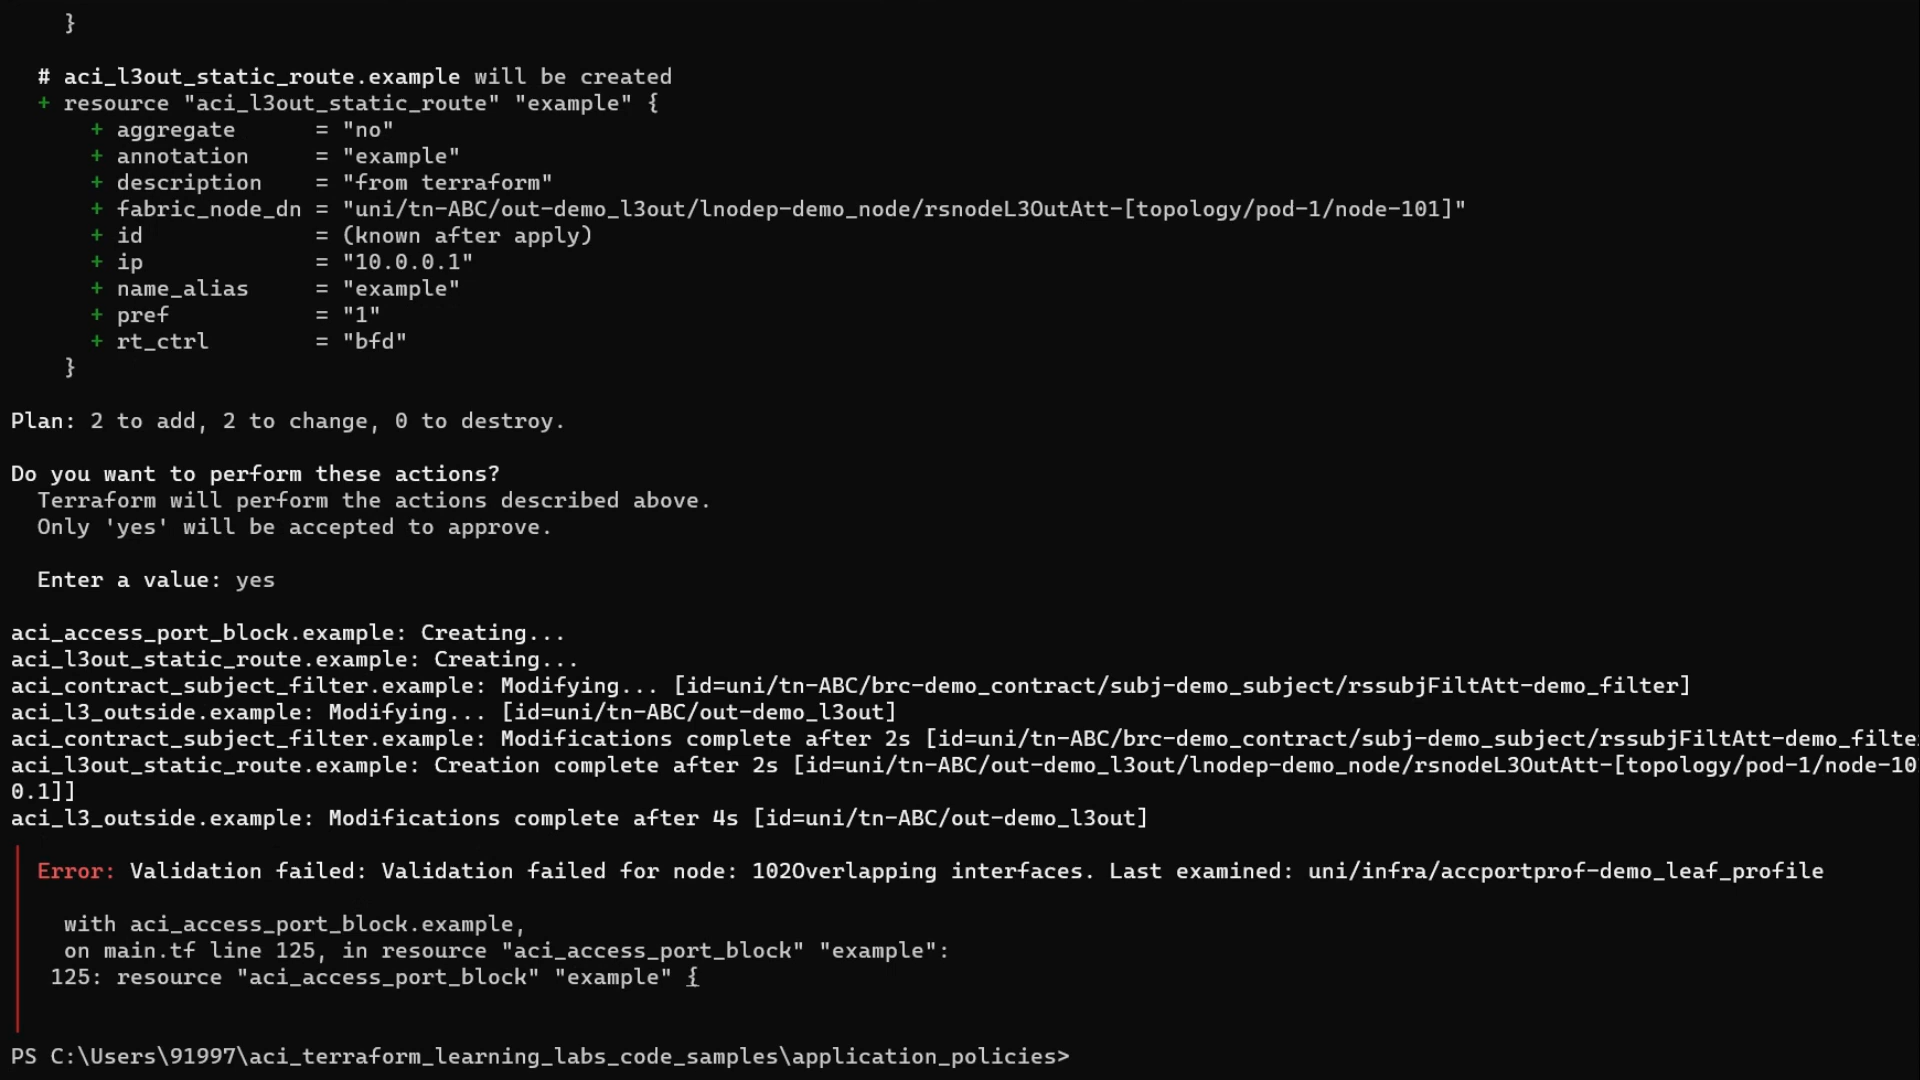 }
# aci_l3out_static_route.example will be created
+ resource "aci_l3out_static_route" "example" {
+ aggregate = "no"
+ annotation = "example"
+ description = "from terraform"
+ fabric_node_dn = "uni/tn-ABC/out-demo_l3out/lnodep-demo_node/rsnodeL3OutAtt-[topology/pod-1/node-101]"
+ id = (known after apply)
+ ip = "10.0.0.1"
+ name_alias = "example"
+ pref = "1"
+ rt_ctrl = "bfd"
}
Plan: 2 to add, 2 to change, 0 to destroy.
Do you want to perform these actions?
Terraform will perform the actions described above.
Only 'yes' will be accepted to approve.
Enter a value: yes
aci_access_port_block.example: Creating...
aci_l3out_static_route.example: Creating...
aci_contract_subject_filter.example: Modifying... [id=uni/tn-ABC/brc-demo_contract/subj-demo_subject/rssubjFiltAtt-demo_filter]
aci_l3_outside.example: Modifying... [id=uni/tn-ABC/out-demo_l3out]
aci_contract_subject_filter.example: Modifications complete after 2s [id=uni/tn-ABC/brc-demo_contract/subj-demo_subject/rssubjFiltAtt-demo_filte
aci_l3out_static_route.example: Creation complete after 2s [id=uni/tn-ABC/out-demo_l3out/lnodep-demo_node/rsnodeL3OutAtt-[topology/pod-1/node-10
0.1]]
aci_l3_outside.example: Modifications complete after 4s [id=uni/tn-ABC/out-demo_l3out]
Error: Validation failed: Validation failed for node: 102Overlapping interfaces. Last examined: uni/infra/accportprof-demo_leaf_profile
with aci_access_port_block.example,
on main.tf line 125, in resource "aci_access_port_block" "example":
125: resource "aci_access_port_block" "example" {
PS C:\Users\91997\aci_terraform_learning_labs_code_samples\application_policies>